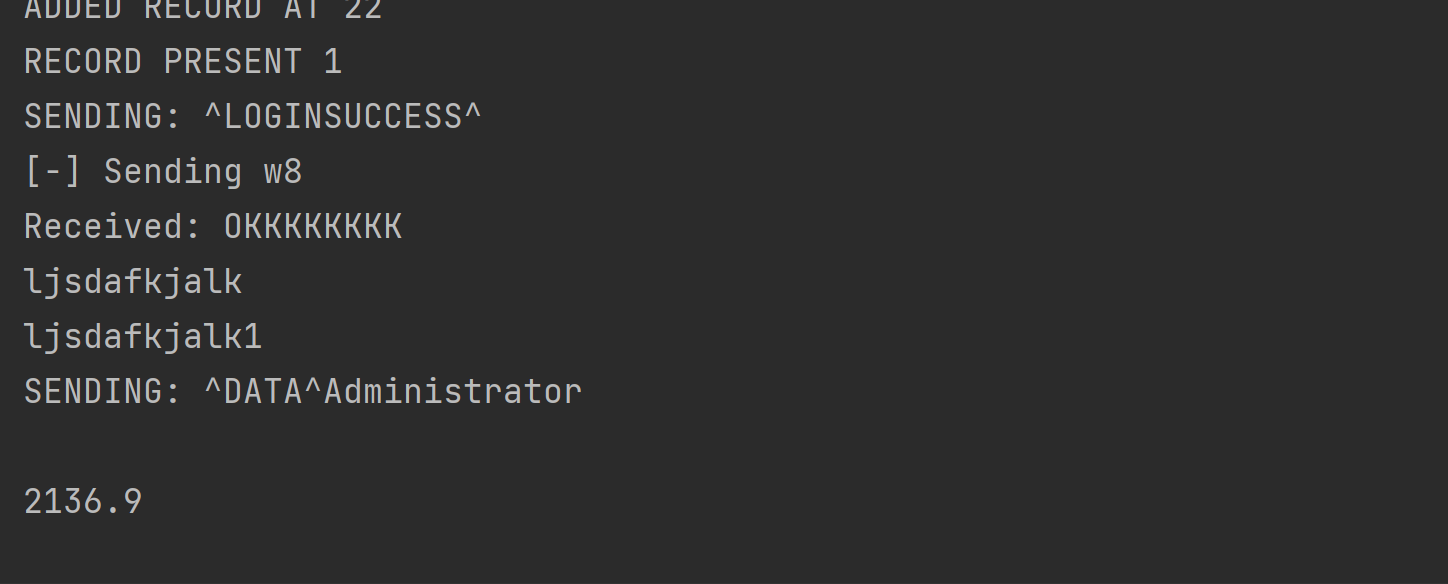 ADDED RECORD AT 22
RECORD PRESENT 1
SENDING: ^LOGINSUCCESS^
[-] Sending w8
Received: OKKKKKKKK
ljsdafkjalk
ljsdafkjalk1
SENDING: ^DATA^Administrator
2136.9